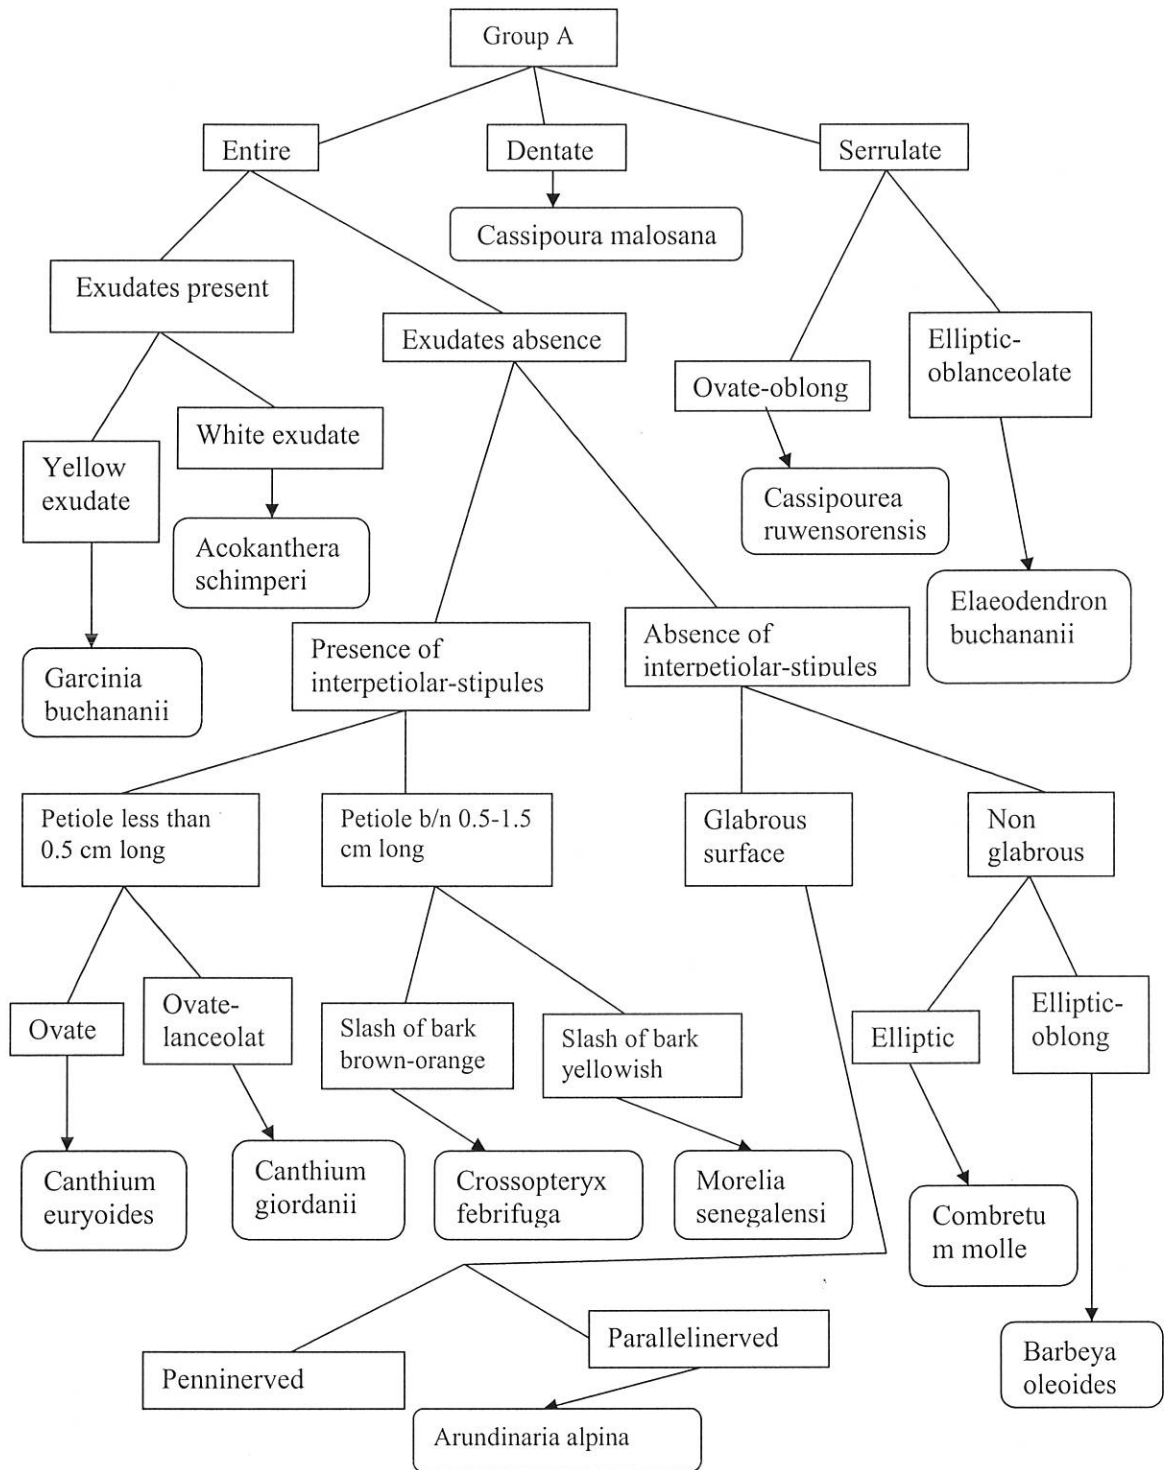 Group A
Entire
Dentate
Serrulate
Cassipoura malosana
Exudates present
Exudates absence
Elliptic-
oblanceolate
Ovate-oblong
White exudate
Yellow
exudate
Cassipourea
ruwensorensis
Acokanthera
schimperi
Elaeodendron
buchananii
Garcinia
buchananii
Presence of
interpetiolar-stipules
Absence of
interpetiolar-stipules
Petiole less than
0.5 cm long
Petiole b/n 0.5-1.5
cm long
Glabrous
surface
Non
glabrous
Ovate
Ovate-
lanceolat
Slash of bark
brown-orange
Slash of bark
yellowish
Elliptic
Elliptic-
oblong
Canthium
euryoides
Canthium
giordanii
Crossopteryx
febrifuga
Morelia
senegalensi
Combretu
m molle
Penninerved
Parallelinerved
Barbeya
oleoides
Arundinaria alpina